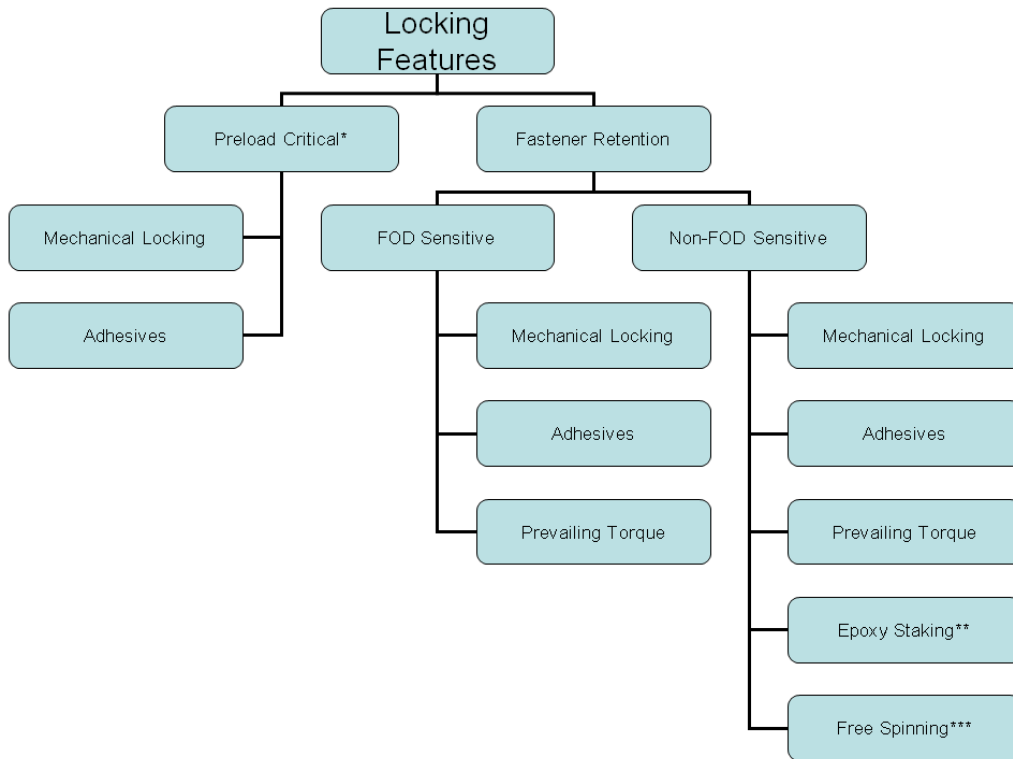 Locking
Features
Preload Critical*
Fastener Retention
Mechanical Locking
FOD Sensitive
Non-FOD Sensitive
Adhesives
Mechanical Locking
Mechanical Locking
Adhesives
Adhesives
Prevailing Torque
Prevailing Torque
Epoxy Staking**
Free Spinning***